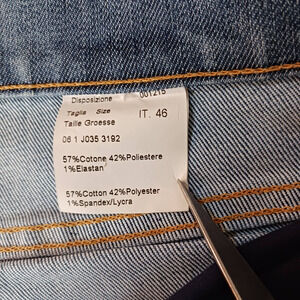 Disposizione 001215
Taglia Size IT. 46
Taille Groesse
06 1 J035 3192
57%Cotone 42%Poliestere
1%Elastan
57%Cotton 42%Polyester
1%Spandex/Lycra